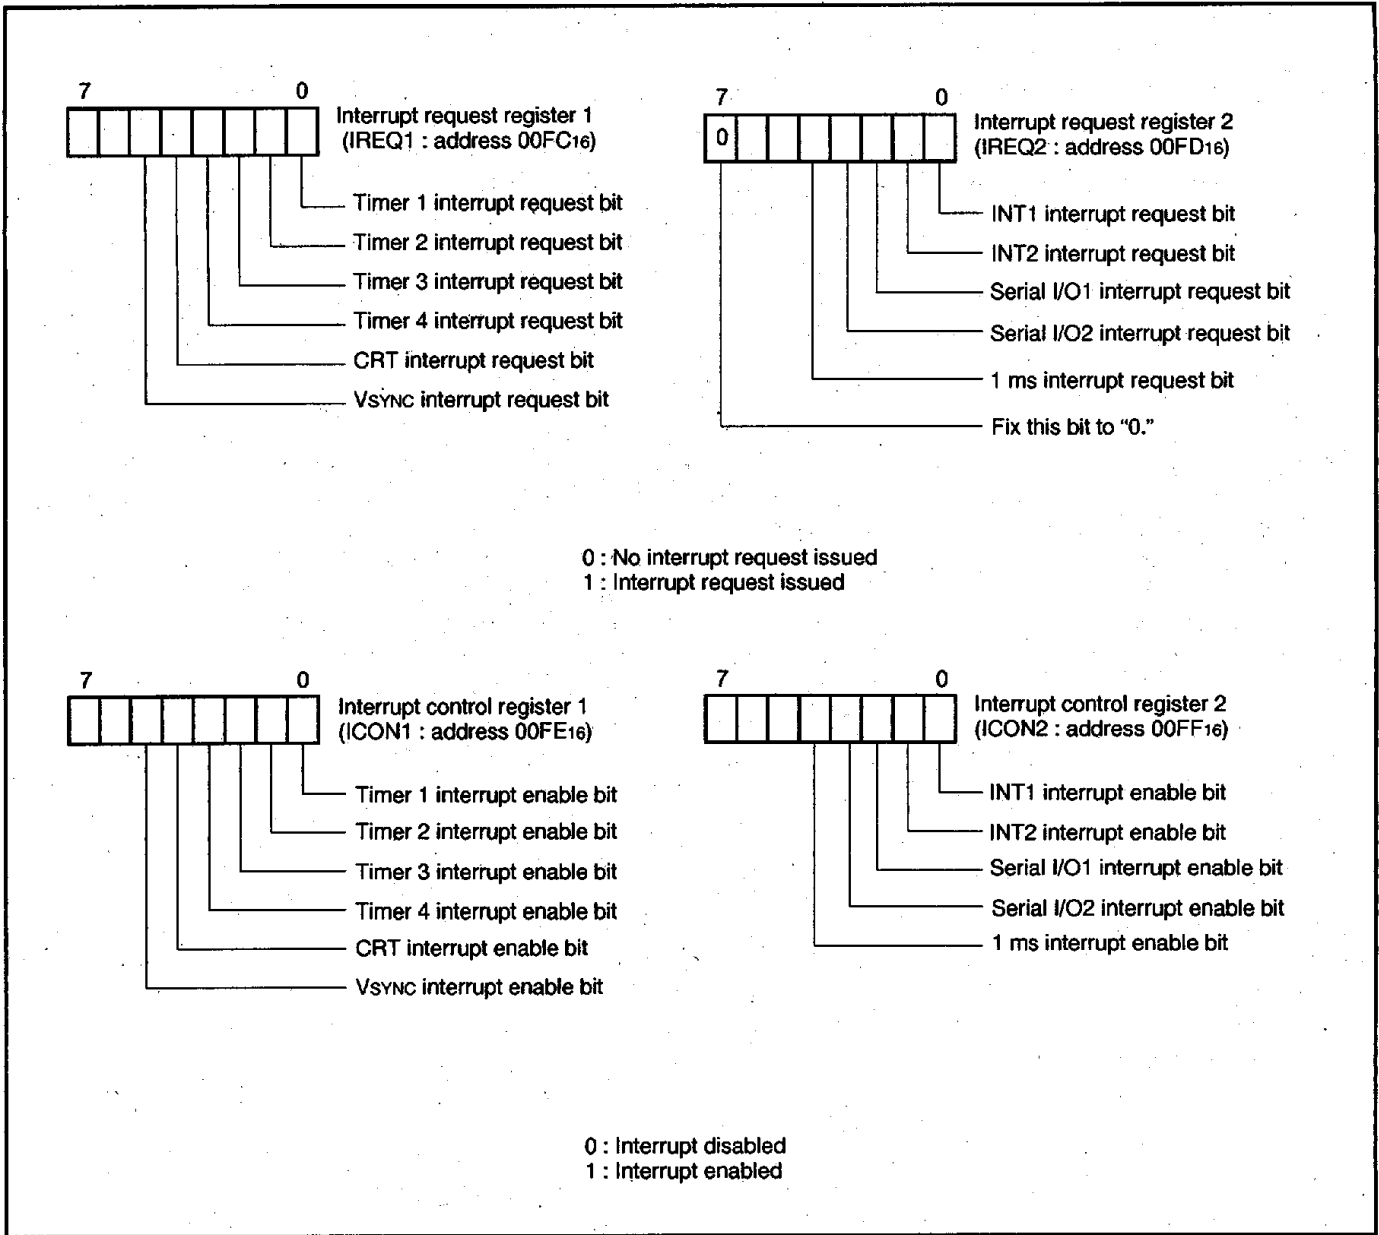 7 0
Interrupt request register 1
(IREQ1 : address 00FC16)
Timer 1 interrupt request bit
Timer 2 interrupt request bit
Timer 3 interrupt request bit
Timer 4 interrupt request bit
CRT interrupt request bit
VSYNC interrupt request bit
7 0
0
Interrupt request register 2
(IREQ2 : address 00FD16)
INT1 interrupt request bit
INT2 interrupt request bit
Serial I/O1 interrupt request bit
Serial I/O2 interrupt request bit
1 ms interrupt request bit
Fix this bit to “0.”
0 : No interrupt request issued
1 : Interrupt request issued
7 0
Interrupt control register 1
(ICON1 : address 00FE16)
Timer 1 interrupt enable bit
Timer 2 interrupt enable bit
Timer 3 interrupt enable bit
Timer 4 interrupt enable bit
CRT interrupt enable bit
VSYNC interrupt enable bit
7 0
Interrupt control register 2
(ICON2 : address 00FF16)
INT1 interrupt enable bit
INT2 interrupt enable bit
Serial I/O1 interrupt enable bit
Serial I/O2 interrupt enable bit
1 ms interrupt enable bit
0 : Interrupt disabled
1 : Interrupt enabled